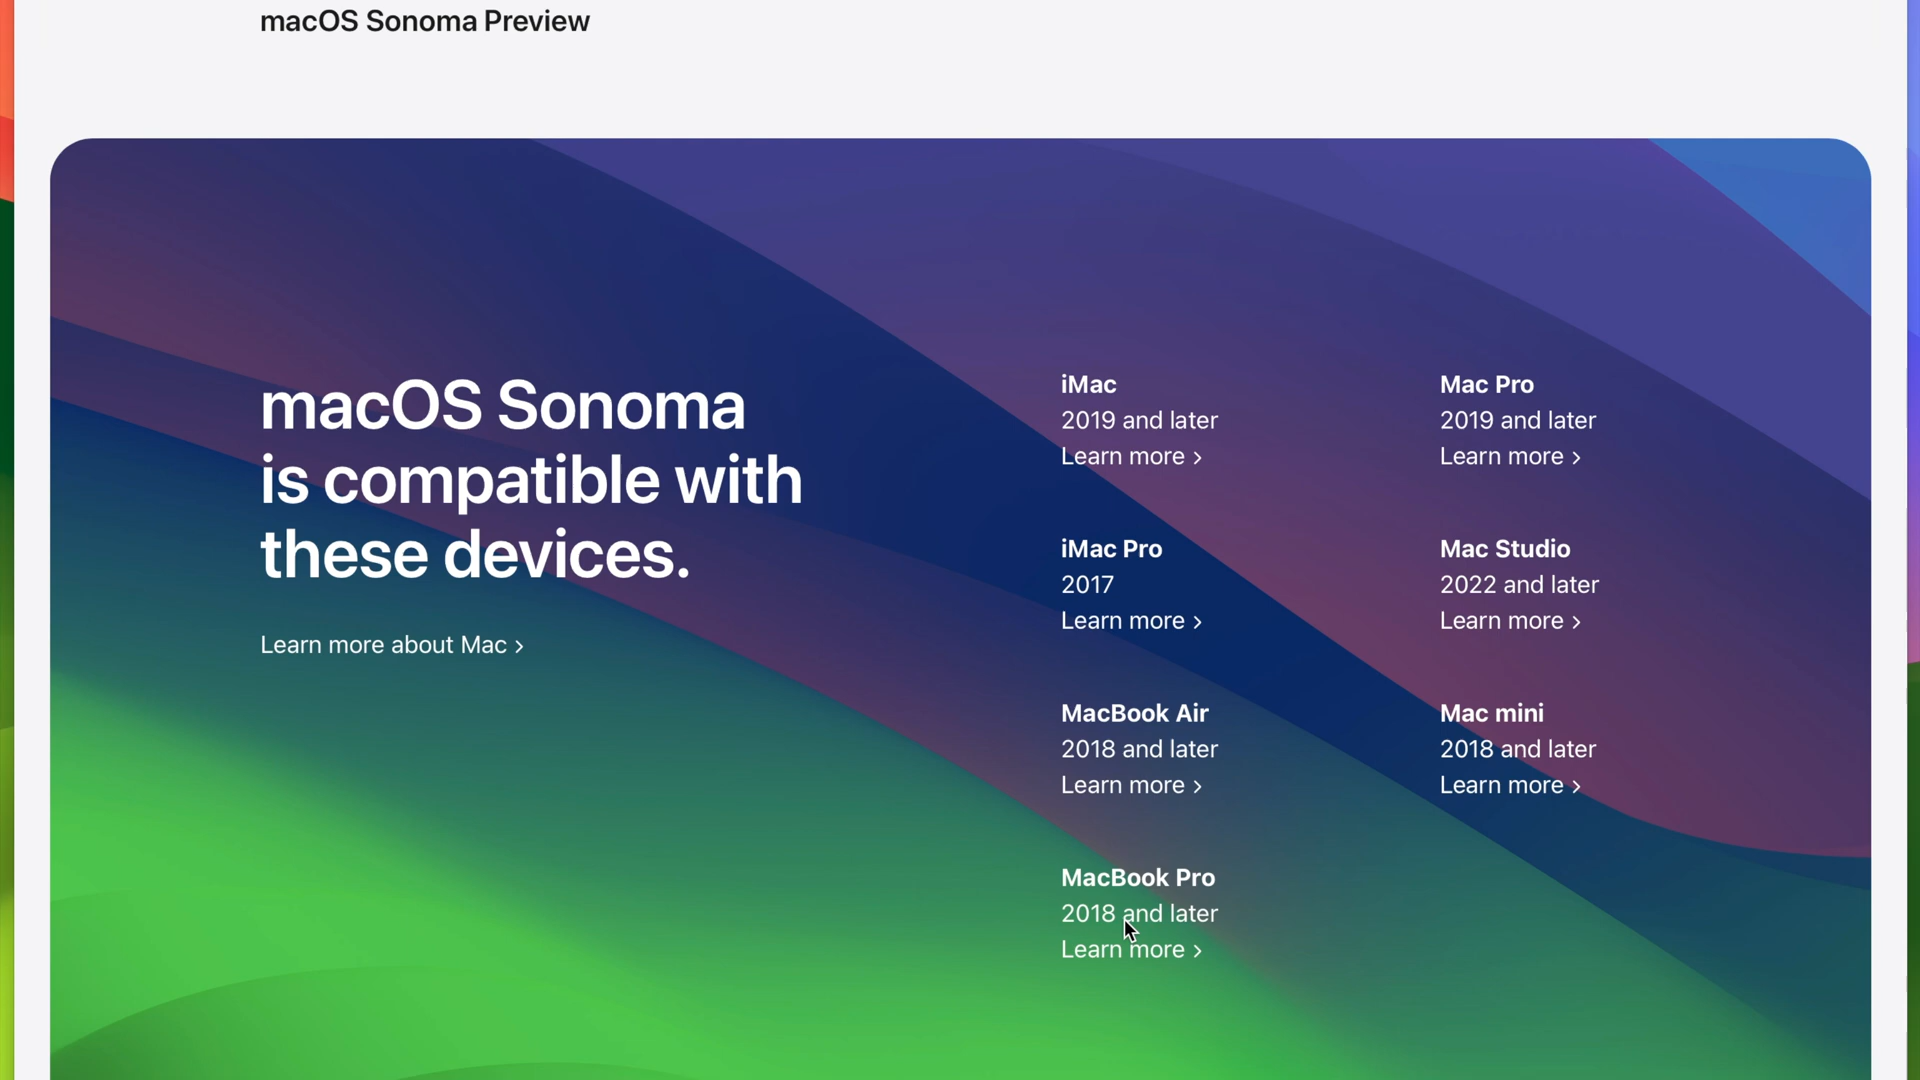 macOS Sonoma Preview
macOS Sonoma
is compatible with
these devices.
Learn more about Mac >
iMac
2019 and later
Learn more >
iMac Pro
2017
Learn more >
MacBook Air
2018 and later
Learn more >
MacBook Pro
2018 and later
Learn more >
Mac Pro
2019 and later
Learn more >
Mac Studio
2022 and later
Learn more >
Mac mini
2018 and later
Learn more >